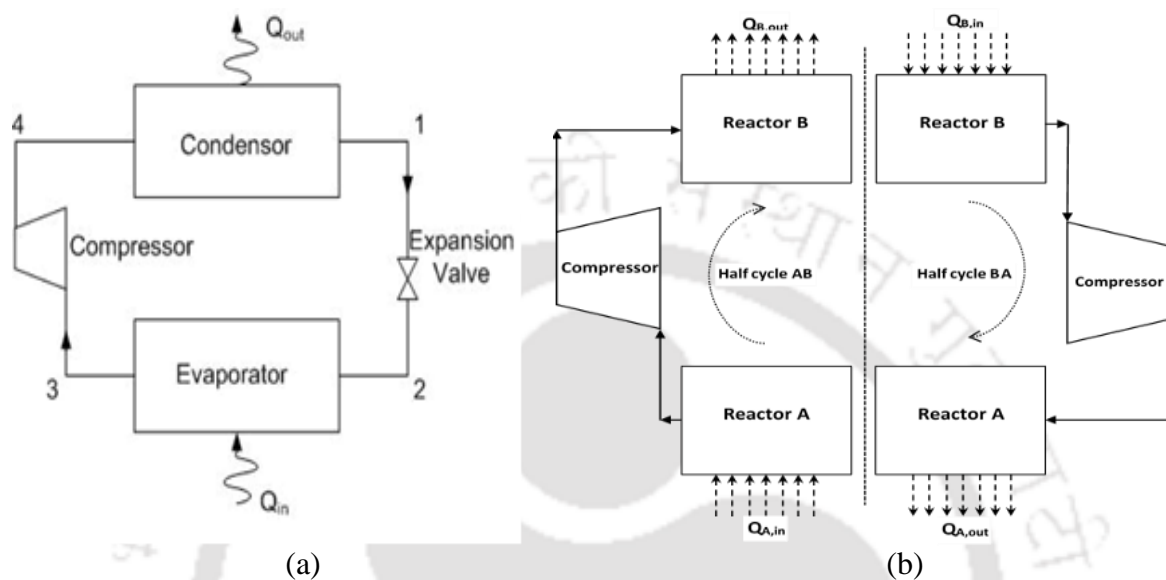 Q_out
4
1
Condensor
Compressor
Expansion
Valve
3
2
Evaporator
Q_in
(a)
Q_B,out
Q_B,in
Reactor B
Reactor B
Compressor
Half cycle AB
Half cycle BA
Compressor
Reactor A
Reactor A
Q_A,in
Q_A,out
(b)